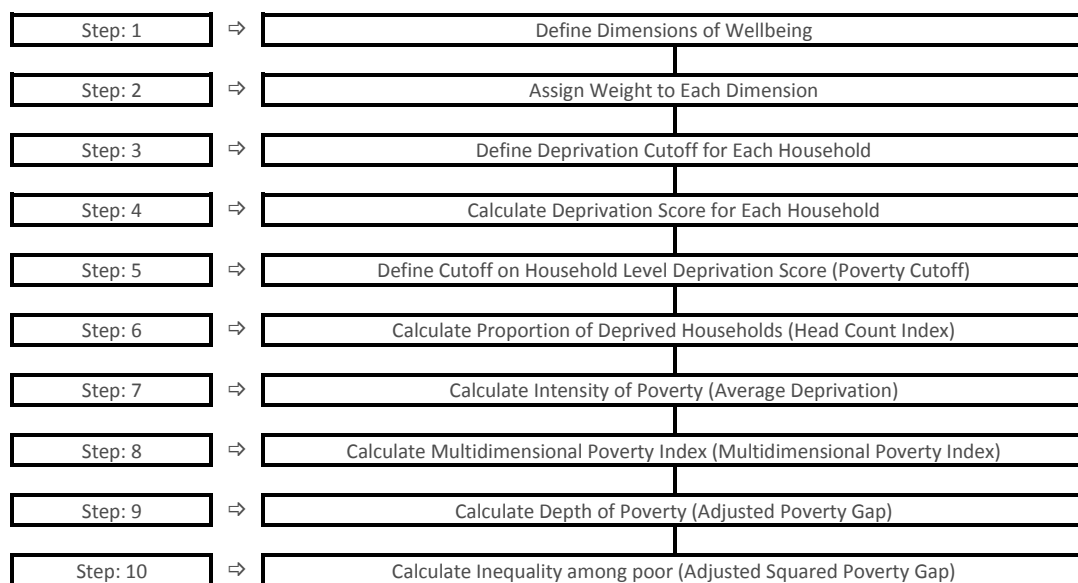 Step: 1 ⇨ Define Dimensions of Wellbeing
Step: 2 ⇨ Assign Weight to Each Dimension
Step: 3 ⇨ Define Deprivation Cutoff for Each Household
Step: 4 ⇨ Calculate Deprivation Score for Each Household
Step: 5 ⇨ Define Cutoff on Household Level Deprivation Score (Poverty Cutoff)
Step: 6 ⇨ Calculate Proportion of Deprived Households (Head Count Index)
Step: 7 ⇨ Calculate Intensity of Poverty (Average Deprivation)
Step: 8 ⇨ Calculate Multidimensional Poverty Index (Multidimensional Poverty Index)
Step: 9 ⇨ Calculate Depth of Poverty (Adjusted Poverty Gap)
Step: 10 ⇨ Calculate Inequality among poor (Adjusted Squared Poverty Gap)